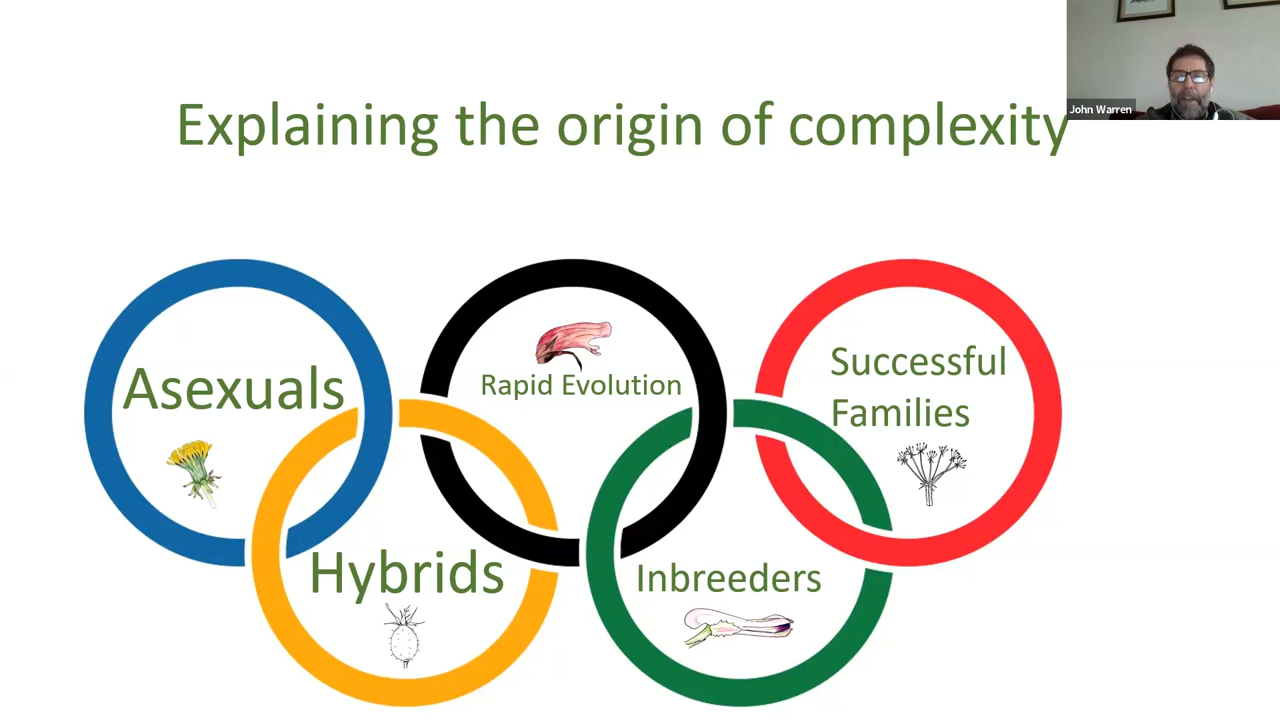 Explaining the origin of complexity
John Warren
Asexuals
Rapid Evolution
Successful
Families
Hybrids
Inbreeders